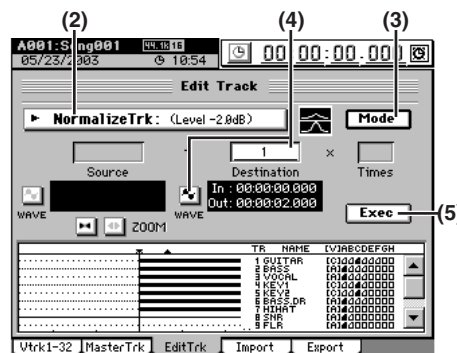 (2) (4) (3)
A001:Song001 44.1k 16 00 00:00.000
05/23/2003 10:54
Edit Track
► NormalizeTrk: (Level -2.0dB) Mode
1 ×
Source Destination Times
In : 00:00:00.000
Out: 00:00:02.000
WAVE ZOOM WAVE Exec (5)
TR NAME [V]ABCDEFGH
1 GUITAR
2 BASS
3 VOCAL
4 KEY1
5 KEY2
6 BASS.DR
7 HIHAT
8 SNR
9 FLR
Vtrk1-32 MasterTrk EditTrk Import Export